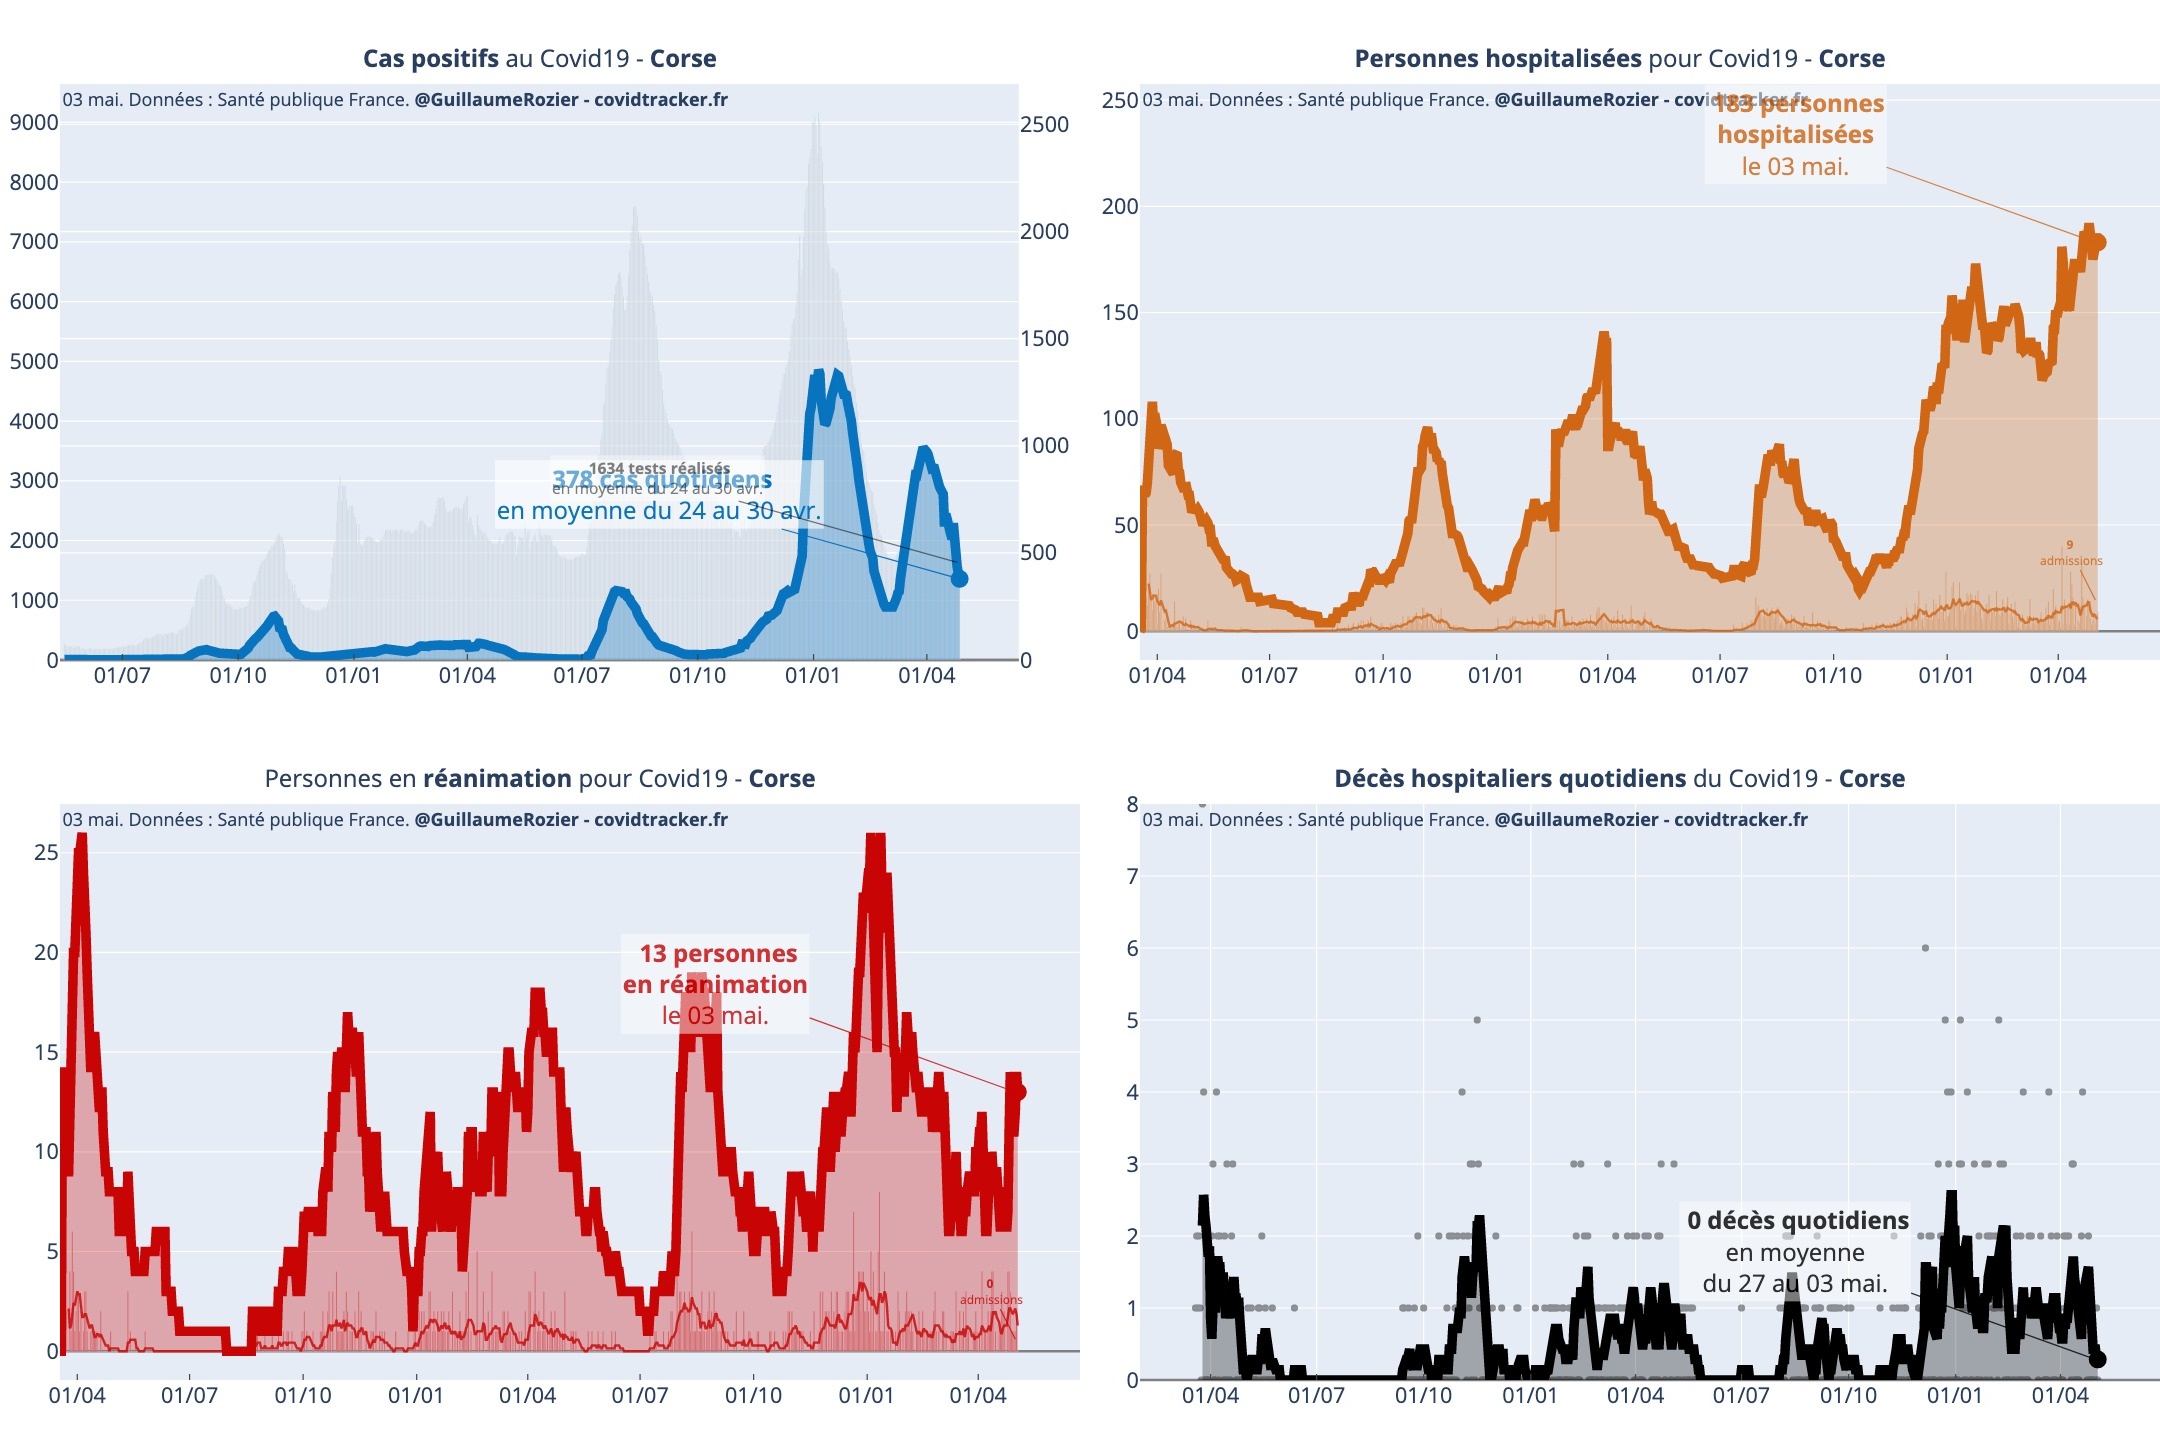 Cas positifs au Covid19 - Corse
03 mai. Données : Santé publique France. @GuillaumeRozier - covidtracker.fr
9000
8000
7000
6000
5000
4000
3000
2000
1000
0
2500
2000
1500
1000
500
0
1634 tests réalisés
en moyenne du 24 au 30 avr.
378 cas quotidiens
en moyenne du 24 au 30 avr.
01/07 01/10 01/01 01/04 01/07 01/10 01/01 01/04
Personnes hospitalisées pour Covid19 - Corse
03 mai. Données : Santé publique France. @GuillaumeRozier - covidtracker.fr
250
200
150
100
50
0
183 personnes
hospitalisées
le 03 mai.
9
admissions
01/04 01/07 01/10 01/01 01/04 01/07 01/10 01/01 01/04
Personnes en réanimation pour Covid19 - Corse
03 mai. Données : Santé publique France. @GuillaumeRozier - covidtracker.fr
25
20
15
10
5
0
13 personnes
en réanimation
le 03 mai.
0
admissions
01/04 01/07 01/10 01/01 01/04 01/07 01/10 01/01 01/04
Décès hospitaliers quotidiens du Covid19 - Corse
03 mai. Données : Santé publique France. @GuillaumeRozier - covidtracker.fr
8
7
6
5
4
3
2
1
0
0 décès quotidiens
en moyenne
du 27 au 03 mai.
01/04 01/07 01/10 01/01 01/04 01/07 01/10 01/01 01/04